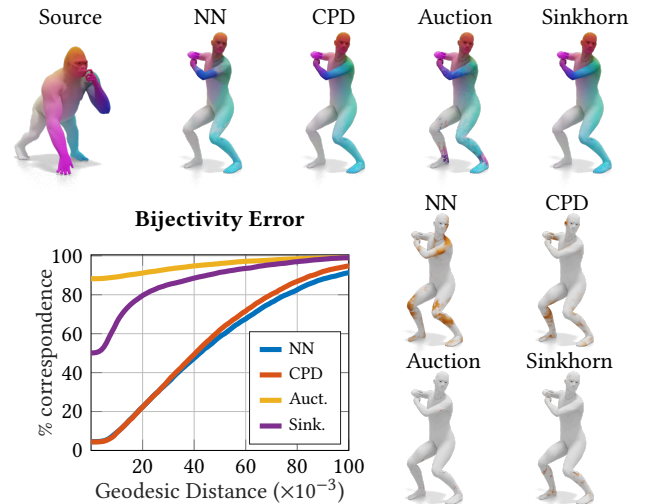 Source NN CPD Auction Sinkhorn
NN CPD
Bijectivity Error
100
80
60
40
20
0
% correspondence
NN
CPD
Auct.
Sink.
20 40 60 80 100
Geodesic Distance (×10⁻³)
Auction Sinkhorn